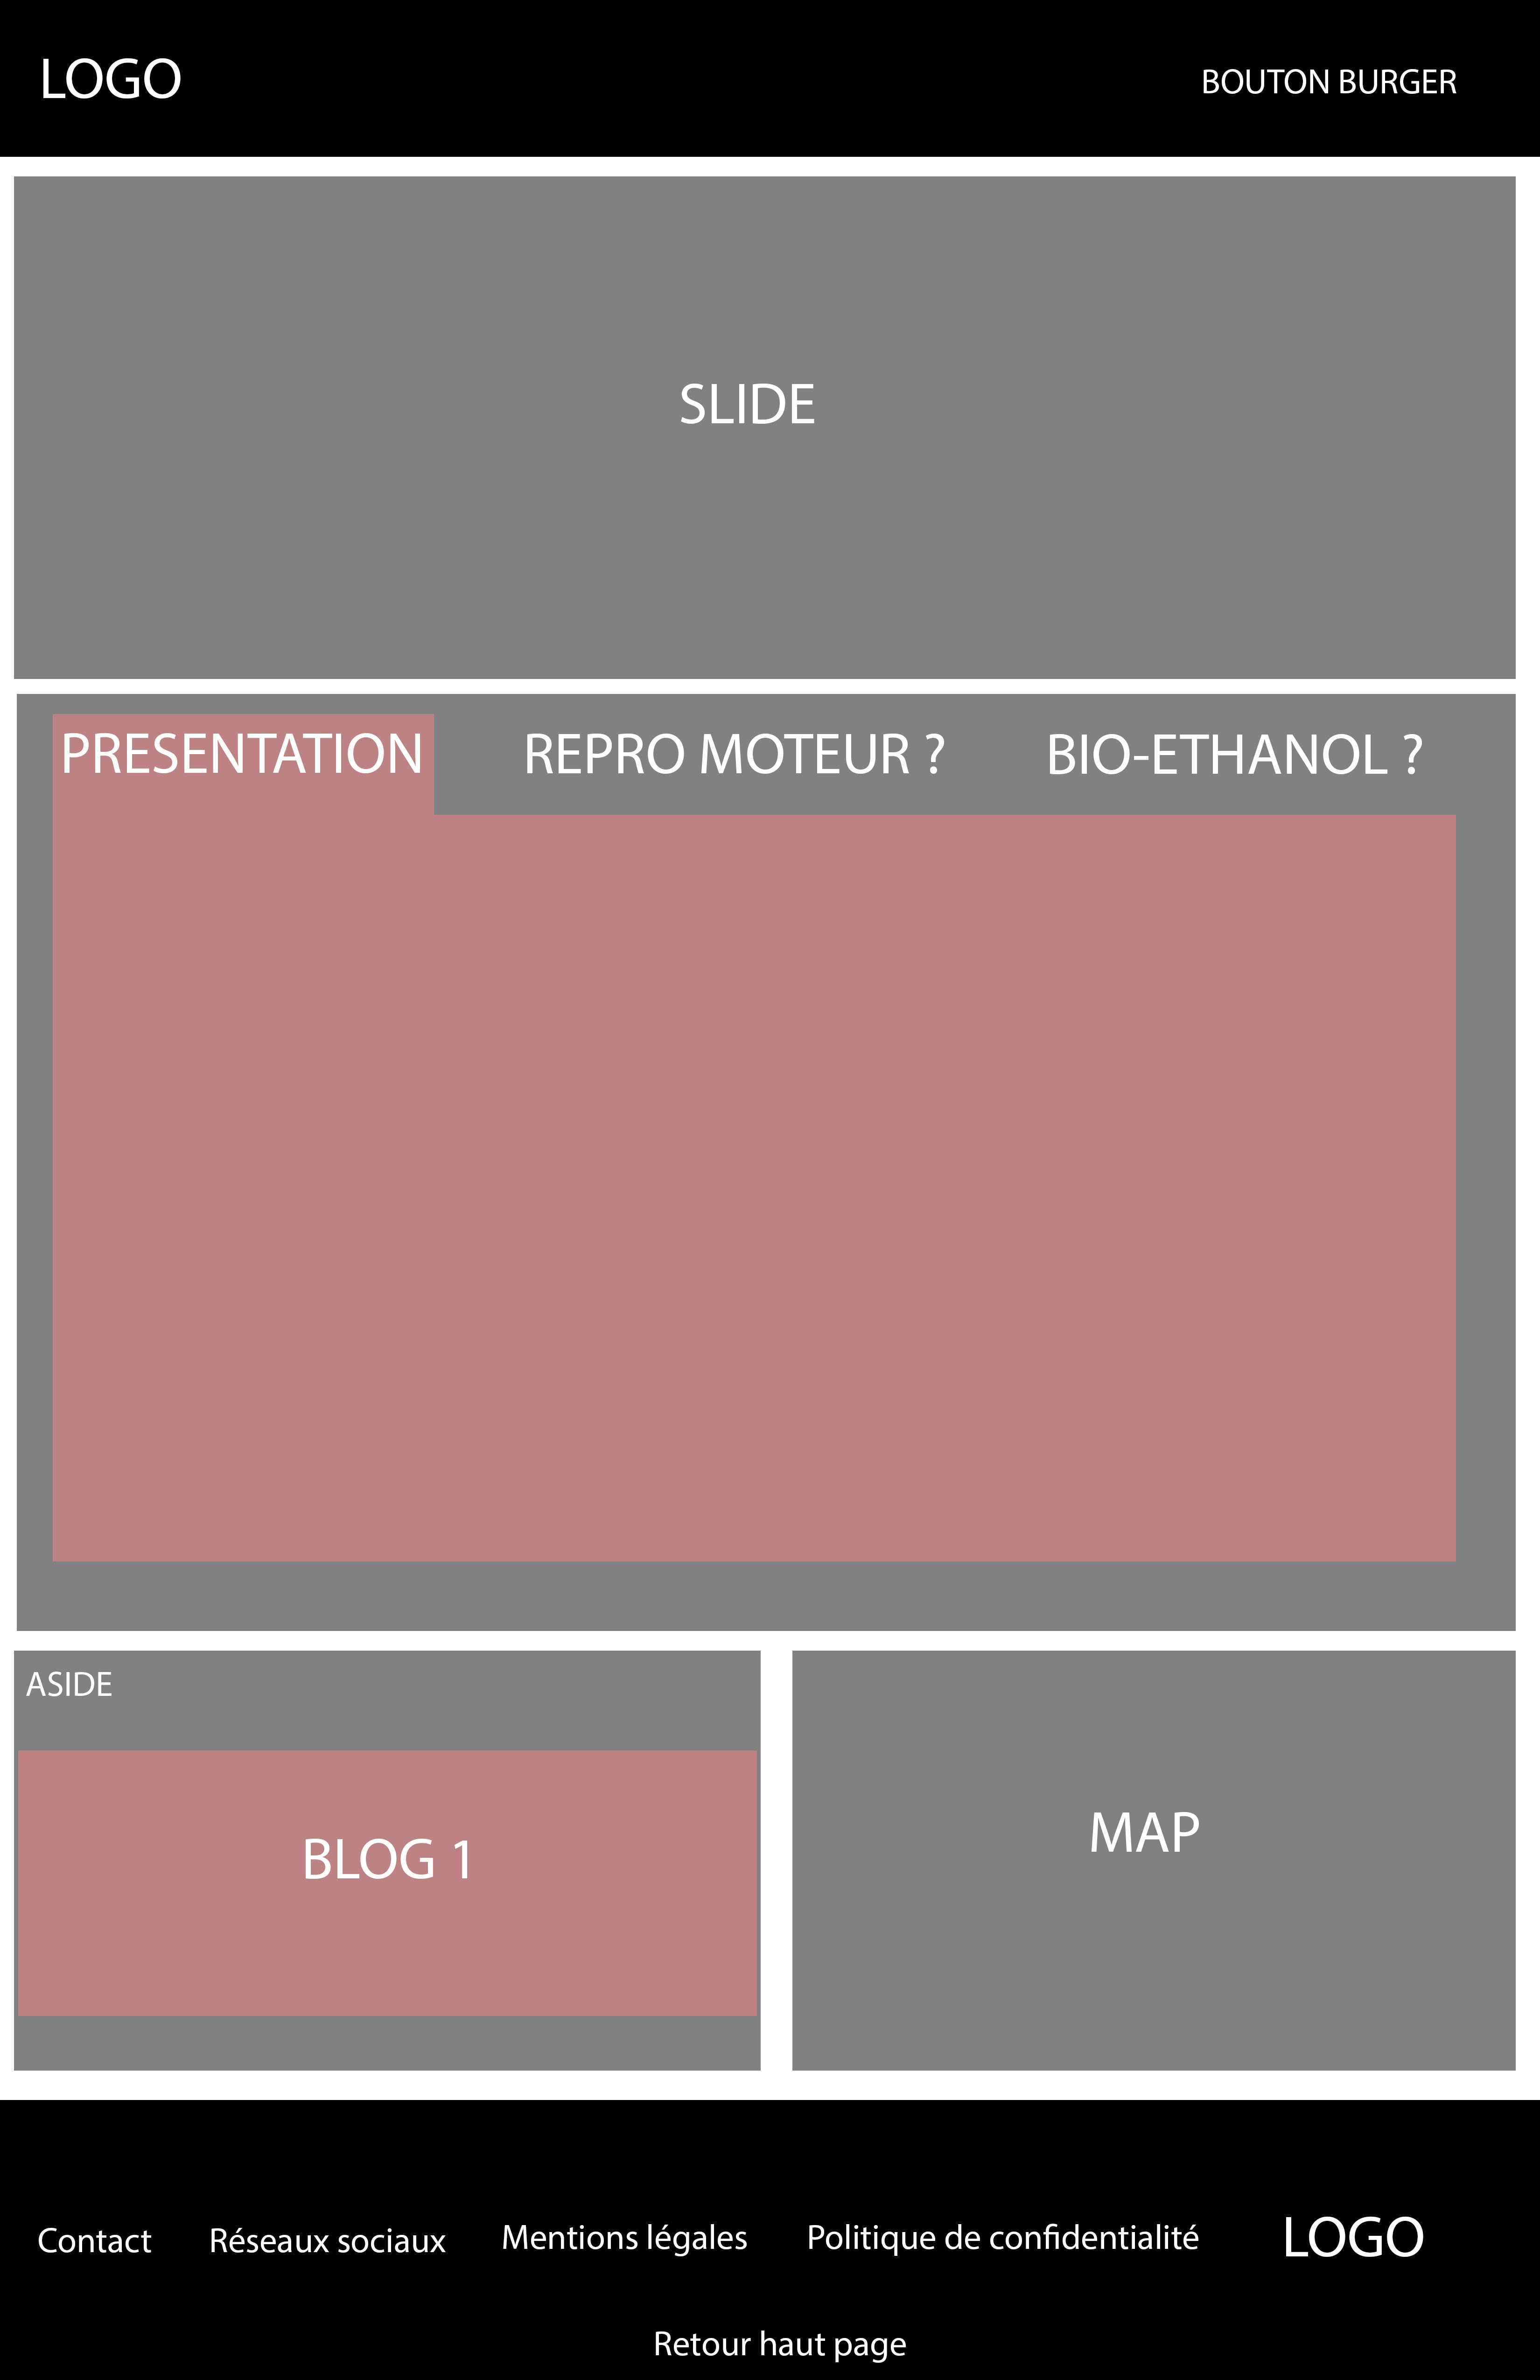 LOGO
BOUTON BURGER
SLIDE
PRESENTATION
REPRO MOTEUR ?
BIO-ETHANOL ?
ASIDE
BLOG 1
MAP
Contact
Réseaux sociaux
Mentions légales
Politique de confidentialité
LOGO
Retour haut page